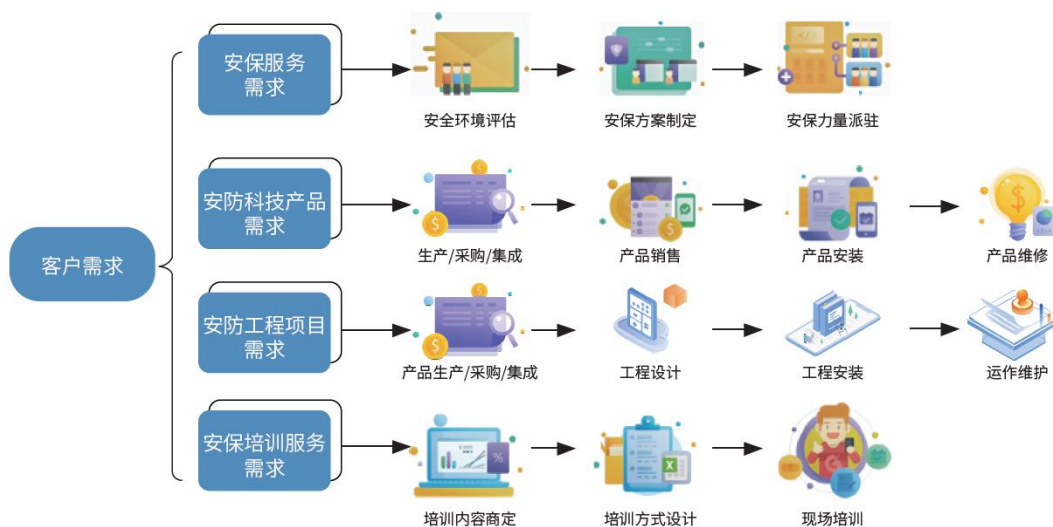 安保服务
需求
安全环境评估
安保方案制定
安保力量派驻
安防科技产品
需求
生产/采购/集成
产品销售
产品安装
产品维修
客户需求
安防工程项目
需求
产品生产/采购/集成
工程设计
工程安装
运作维护
安保培训服务
需求
培训内容商定
培训方式设计
现场培训